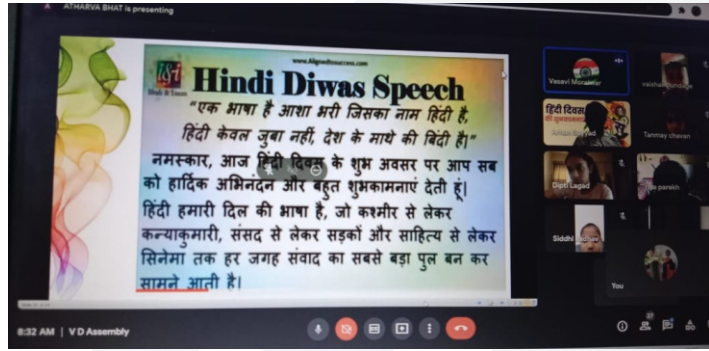 ATHARVA BHAT is presenting
www.Alignedtosuccess.com
Hindi Diwas Speech
"एक भाषा है आशा भरी जिसका नाम हिंदी है,
हिंदी केवल जुबा नहीं, देश के माथे की बिंदी है।"
नमस्कार, आज हिंदी दिवस के शुभ अवसर पर आप सब
को हार्दिक अभिनंदन और बहुत शुभकामनाएं देती हूं।
हिंदी हमारी दिल की भाषा है, जो कश्मीर से लेकर
कन्याकुमारी, संसद से लेकर सड़कों और साहित्य से लेकर
सिनेमा तक हर जगह संवाद का सबसे बड़ा पुल बन कर
सामने आती है।
Vasavi
हिंदी दिवस
की
Tanmay chavan
Dipti Lagad
parekh
Siddhi
You
8:32 AM | V D Assembly